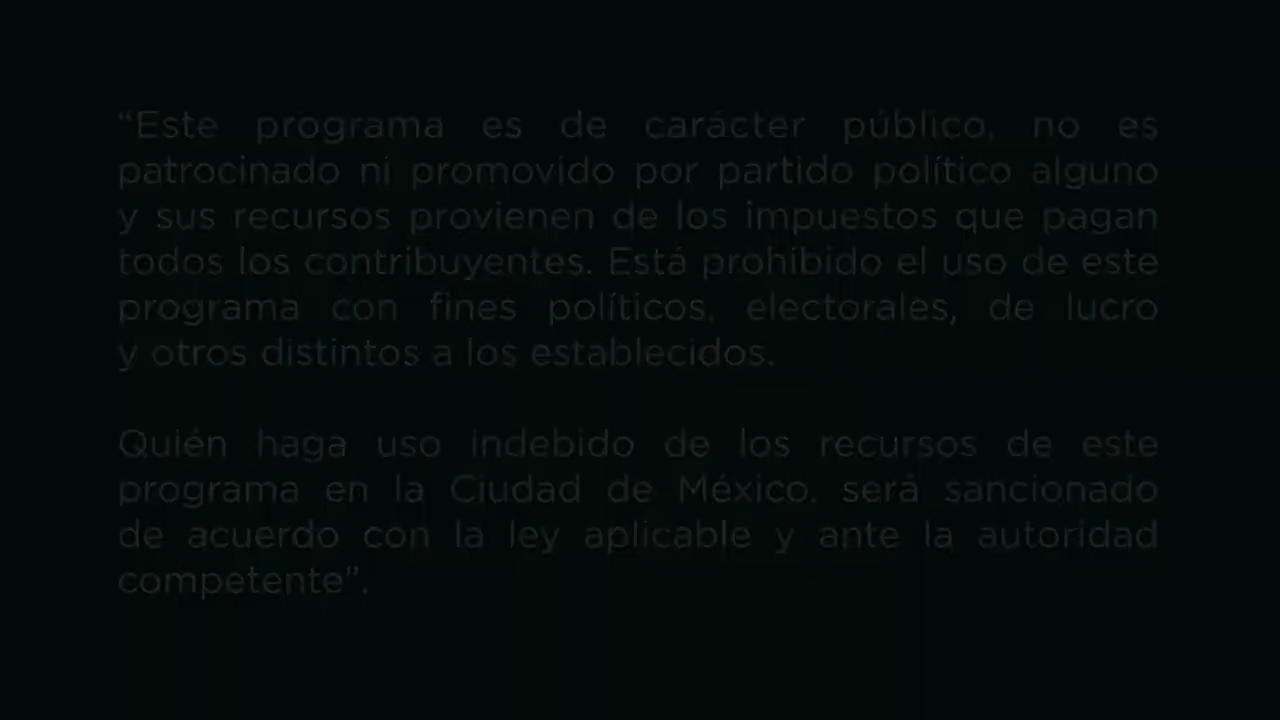 “Este programa es de carácter público, no es
patrocinado ni promovido por partido político alguno
y sus recursos provienen de los impuestos que pagan
todos los contribuyentes. Está prohibido el uso de este
programa con fines políticos, electorales, de lucro
y otros distintos a los establecidos.
Quién haga uso indebido de los recursos de este
programa en la Ciudad de México, será sancionado
de acuerdo con la ley aplicable y ante la autoridad
competente”.